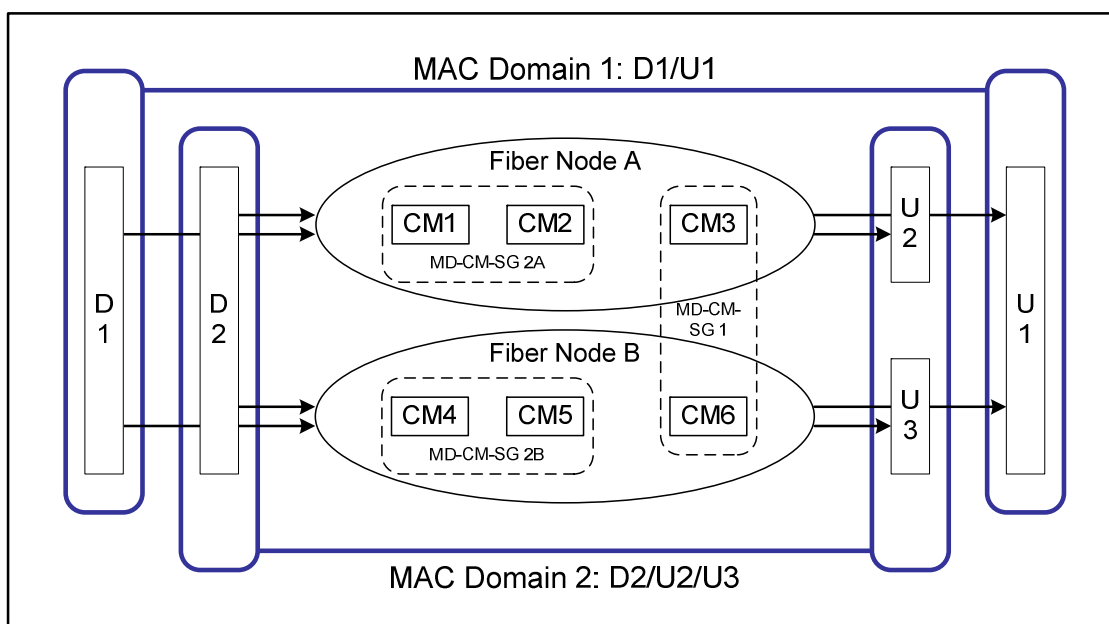 MAC Domain 1: D1/U1
Fiber Node A
CM1
CM2
CM3
MD-CM-SG 2A
D
1
D
2
U
2
U
1
MD-CM-
SG 1
Fiber Node B
CM4
CM5
CM6
MD-CM-SG 2B
U
3
MAC Domain 2: D2/U2/U3